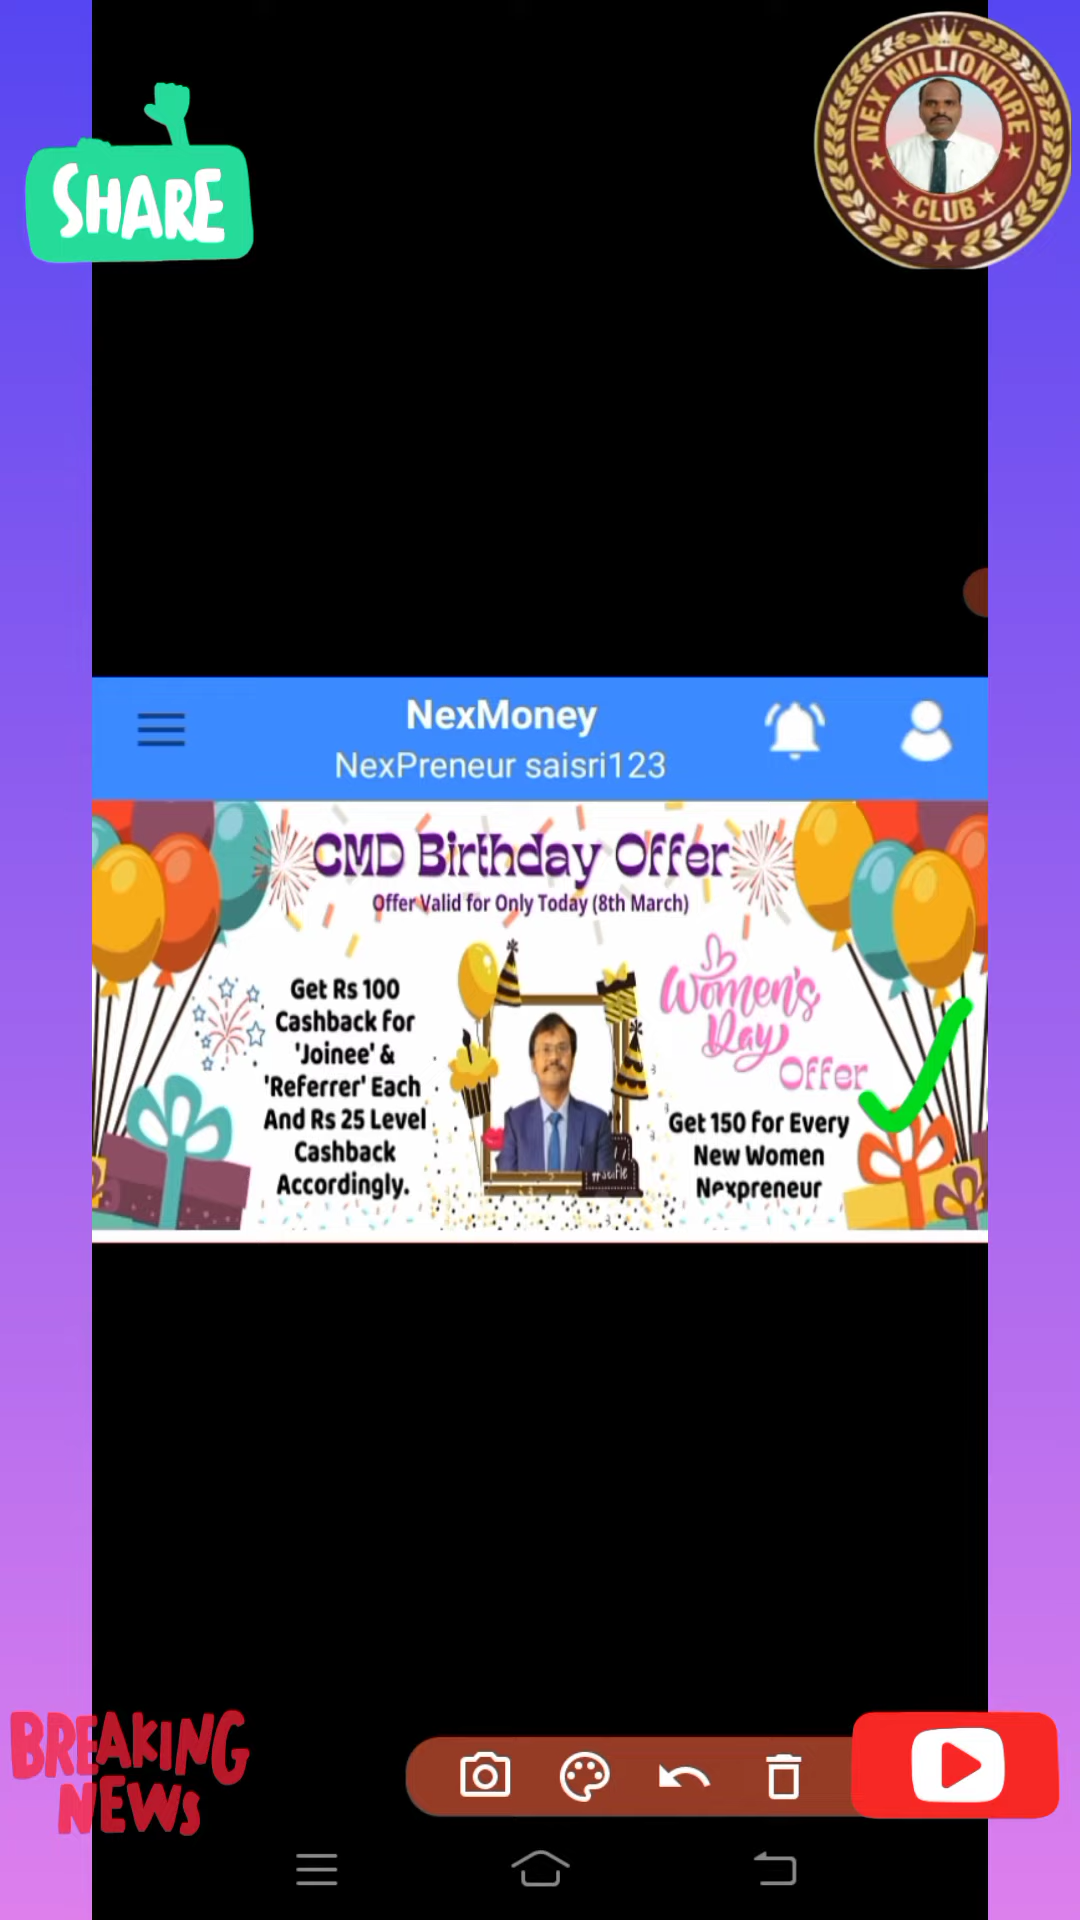 NEX MILLIONAIRE
CLUB
SHARE
NexMoney
NexPreneur saisri123
CMD Birthday Offer
Offer Valid for Only Today (8th March)
Get Rs 100
Cashback for
'Joinee' &
'Referrer' Each
And Rs 25 Level
Cashback
Accordingly.
#selfie
Women's
Day
Offer
Get 150 for Every
New Women
Nexpreneur
BREAKING
NEWS